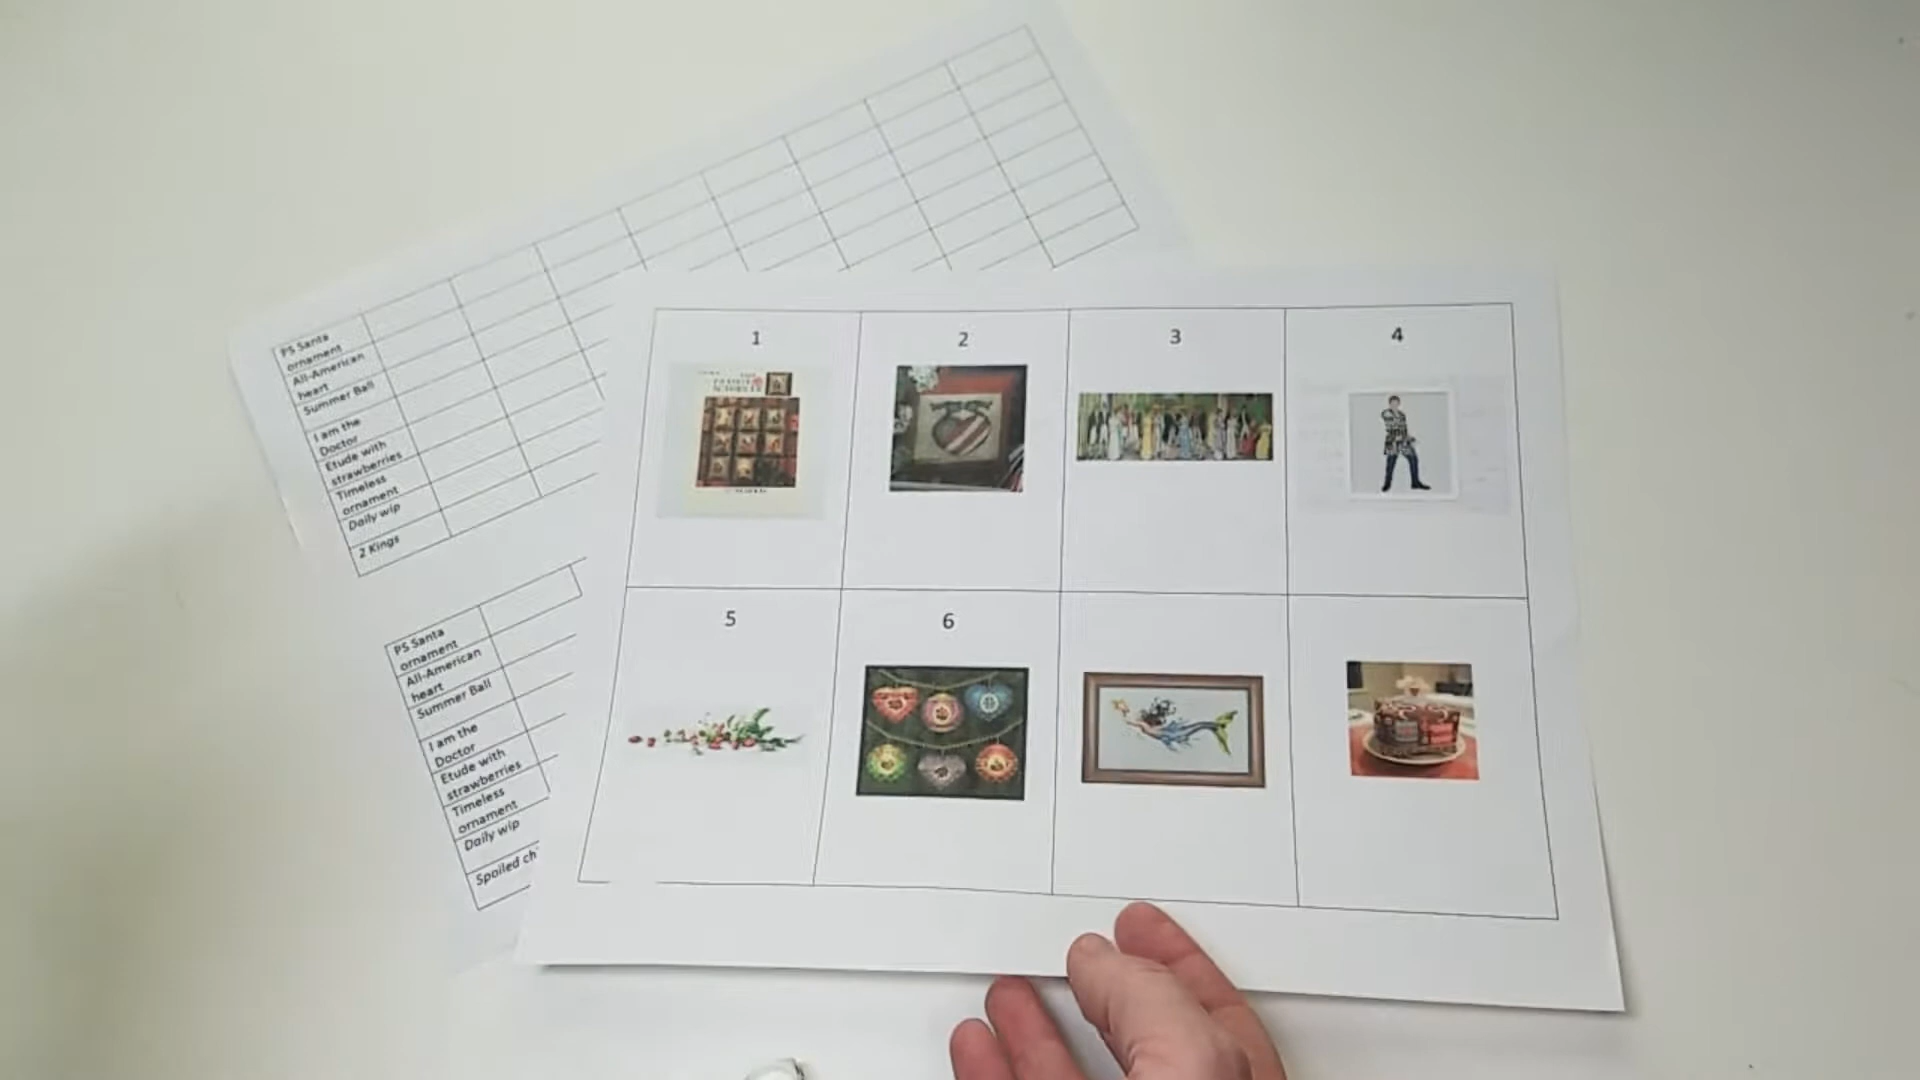 PS Santa
ornament
All-American
heart
Summer Ball
I am the
Doctor
Etude with
strawberries
Timeless
ornament
Daily wip
2 Kings
PS Santa
ornament
All-American
heart
Summer Ball
I am the
Doctor
Etude with
strawberries
Timeless
ornament
Daily wip
Spoiled ch
1
2
3
4
5
6